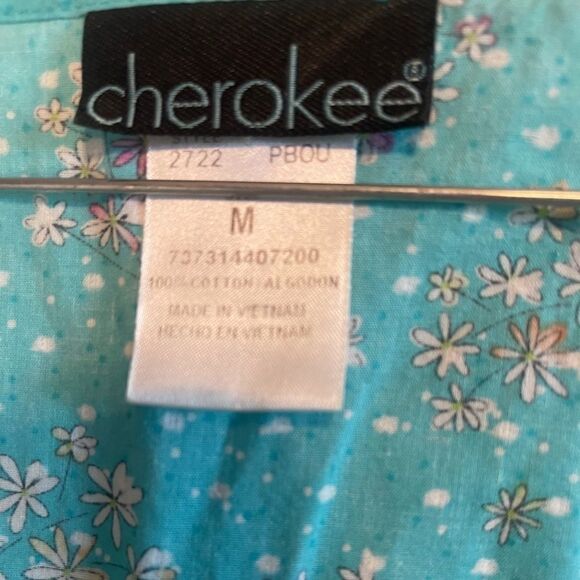 cherokee®
2722 PBOU
M
737314407200
100% COTTON / ALGODON
MADE IN VIETNAM
HECHO EN VIETNAM